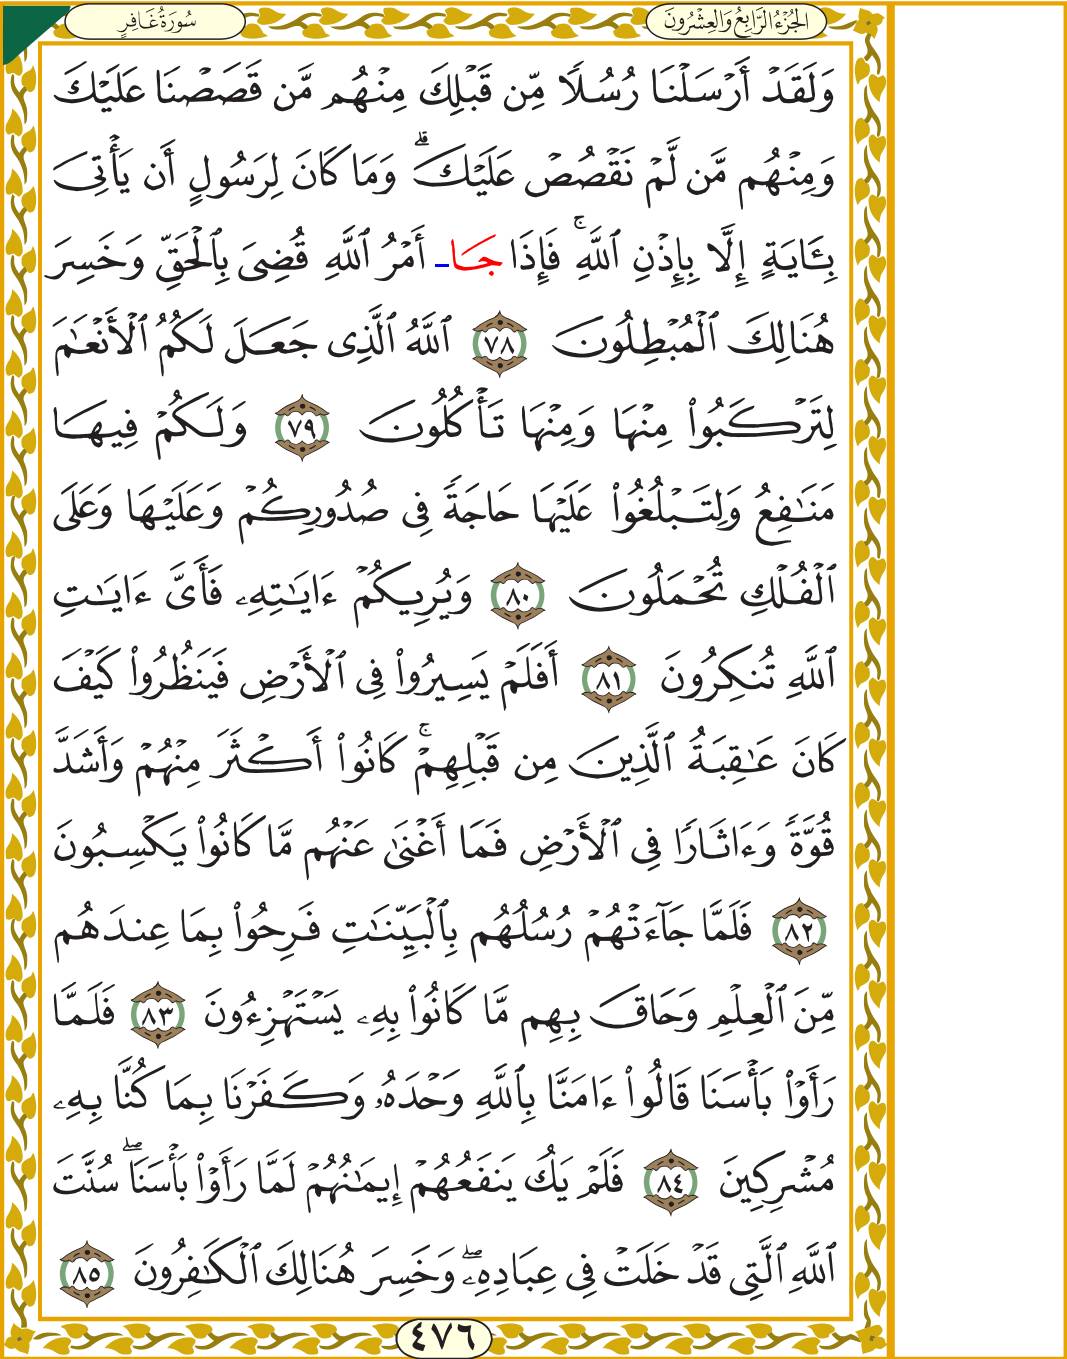 سُورَةُ غَافِرٍ
الجُزْءُ الرَّابِعُ وَالعِشْرُونَ
وَلَقَدْ أَرْسَلْنَا رُسُلًا مِّن قَبْلِكَ مِنْهُم مَّن قَصَصْنَا عَلَيْكَ
وَمِنْهُم مَّن لَّمْ نَقْصُصْ عَلَيْكَ ۗ وَمَا كَانَ لِرَسُولٍ أَن يَأْتِىَ
بِـَٔايَةٍ إِلَّا بِإِذْنِ ٱللَّهِ ۚ فَإِذَا جَا أَمْرُ ٱللَّهِ قُضِىَ بِٱلْحَقِّ وَخَسِرَ
هُنَالِكَ ٱلْمُبْطِلُونَ ٧٨ ٱللَّهُ ٱلَّذِى جَعَلَ لَكُمُ ٱلْأَنْعَٰمَ
لِتَرْكَبُوا۟ مِنْهَا وَمِنْهَا تَأْكُلُونَ ٧٩ وَلَكُمْ فِيهَا
مَنَٰفِعُ وَلِتَبْلُغُوا۟ عَلَيْهَا حَاجَةً فِى صُدُورِكُمْ وَعَلَيْهَا وَعَلَى
ٱلْفُلْكِ تُحْمَلُونَ ٨٠ وَيُرِيكُمْ ءَايَٰتِهِۦ فَأَىَّ ءَايَٰتِ
ٱللَّهِ تُنكِرُونَ ٨١ أَفَلَمْ يَسِيرُوا۟ فِى ٱلْأَرْضِ فَيَنظُرُوا۟ كَيْفَ
كَانَ عَٰقِبَةُ ٱلَّذِينَ مِن قَبْلِهِمْ ۚ كَانُوٓا۟ أَكْثَرَ مِنْهُمْ وَأَشَدَّ
قُوَّةً وَءَاثَارًا فِى ٱلْأَرْضِ فَمَا أَغْنَىٰ عَنْهُم مَّا كَانُوا۟ يَكْسِبُونَ
٨٢ فَلَمَّا جَآءَتْهُمْ رُسُلُهُم بِٱلْبَيِّنَٰتِ فَرِحُوا۟ بِمَا عِندَهُم
مِّنَ ٱلْعِلْمِ وَحَاقَ بِهِم مَّا كَانُوا۟ بِهِۦ يَسْتَهْزِءُونَ ٨٣ فَلَمَّا
رَأَوْا۟ بَأْسَنَا قَالُوا۟ ءَامَنَّا بِٱللَّهِ وَحْدَهُۥ وَكَفَرْنَا بِمَا كُنَّا بِهِۦ
مُشْرِكِينَ ٨٤ فَلَمْ يَكُ يَنفَعُهُمْ إِيمَٰنُهُمْ لَمَّا رَأَوْا۟ بَأْسَنَا ۖ سُنَّتَ
ٱللَّهِ ٱلَّتِى قَدْ خَلَتْ فِى عِبَادِهِۦ ۖ وَخَسِرَ هُنَالِكَ ٱلْكَٰفِرُونَ ٨٥
٤٧٦